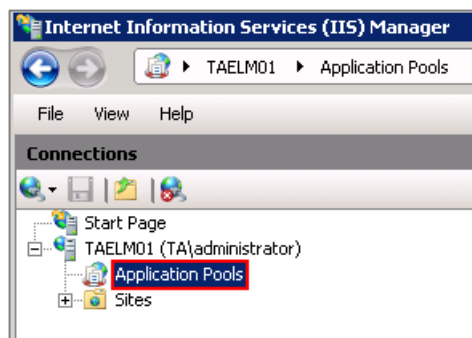 Internet Information Services (IIS) Manager
TAELM01 Application Pools
File View Help
Connections
Start Page
TAELM01 (TA\administrator)
Application Pools
Sites